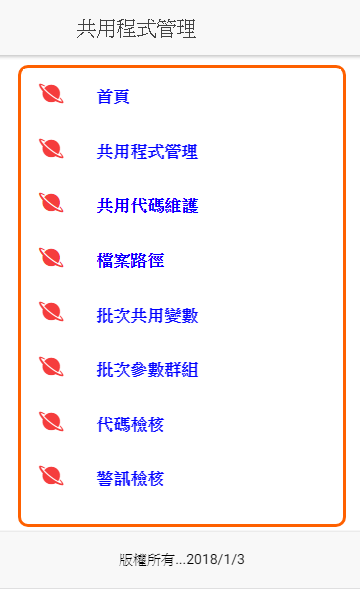 共用程式管理
首頁
共用程式管理
共用代碼維護
檔案路徑
批次共用變數
批次參數群組
代碼檢核
警訊檢核
版權所有...2018/1/3